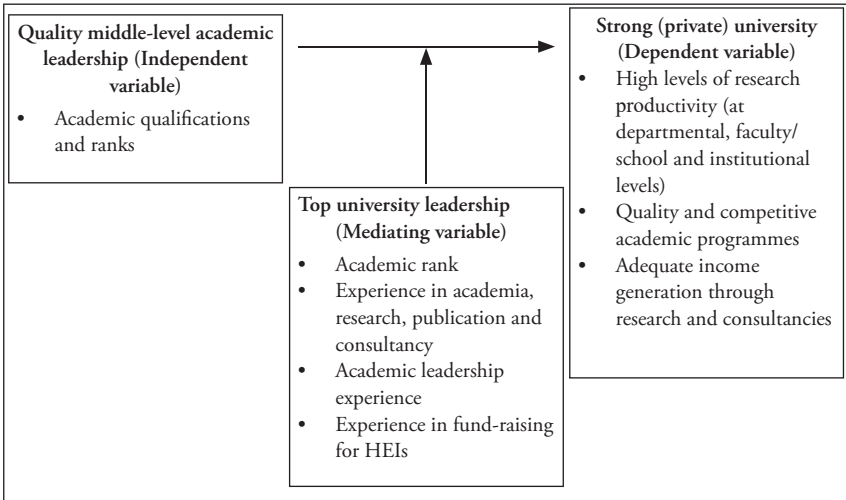 Quality middle-level academic
leadership (Independent
variable)
• Academic qualifications
and ranks
Top university leadership
(Mediating variable)
• Academic rank
• Experience in academia,
research, publication and
consultancy
• Academic leadership
experience
• Experience in fund-raising
for HEIs
Strong (private) university
(Dependent variable)
• High levels of research
productivity (at
departmental, faculty/
school and institutional
levels)
• Quality and competitive
academic programmes
• Adequate income
generation through
research and consultancies